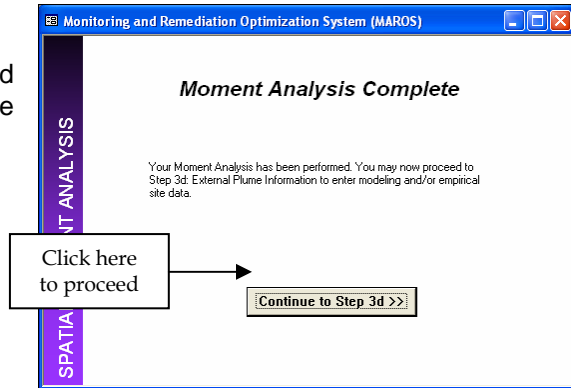 d
e
Monitoring and Remediation Optimization System (MAROS)
Moment Analysis Complete
Your Moment Analysis has been performed. You may now proceed to
Step 3d: External Plume Information to enter modeling and/or empirical
site data.
Click here
to proceed
Continue to Step 3d >>
SPATIA NT ANALYSIS